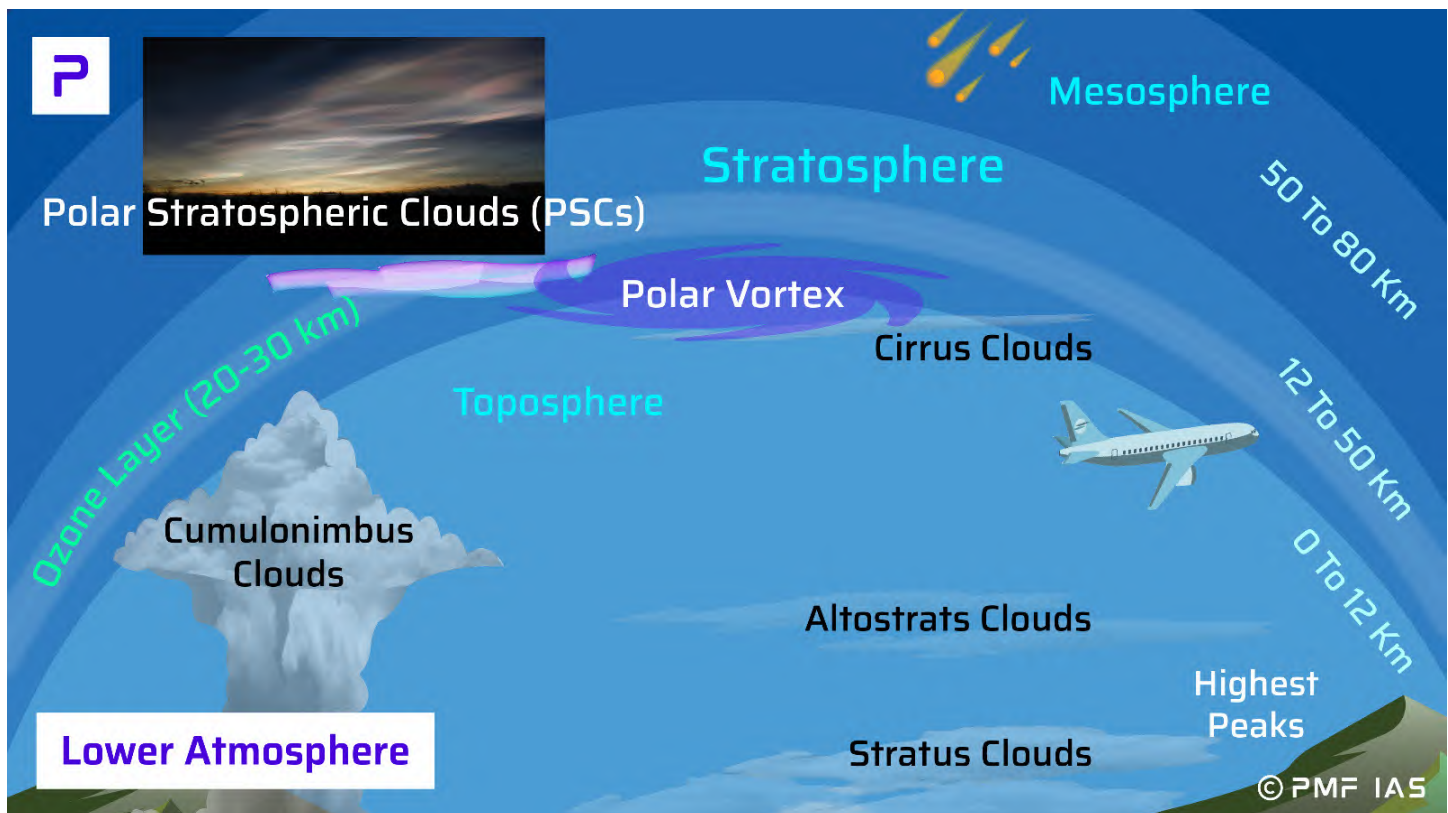 P
Mesosphere
Stratosphere
50 To 80 Km
Polar Stratospheric Clouds (PSCs)
Polar Vortex
Ozone Layer (20-30 km)
Cirrus Clouds
12 To 50 Km
Toposphere
Cumulonimbus
Clouds
0 To 12 Km
Altostrats Clouds
Highest
Peaks
Lower Atmosphere
Stratus Clouds
© PMF IAS